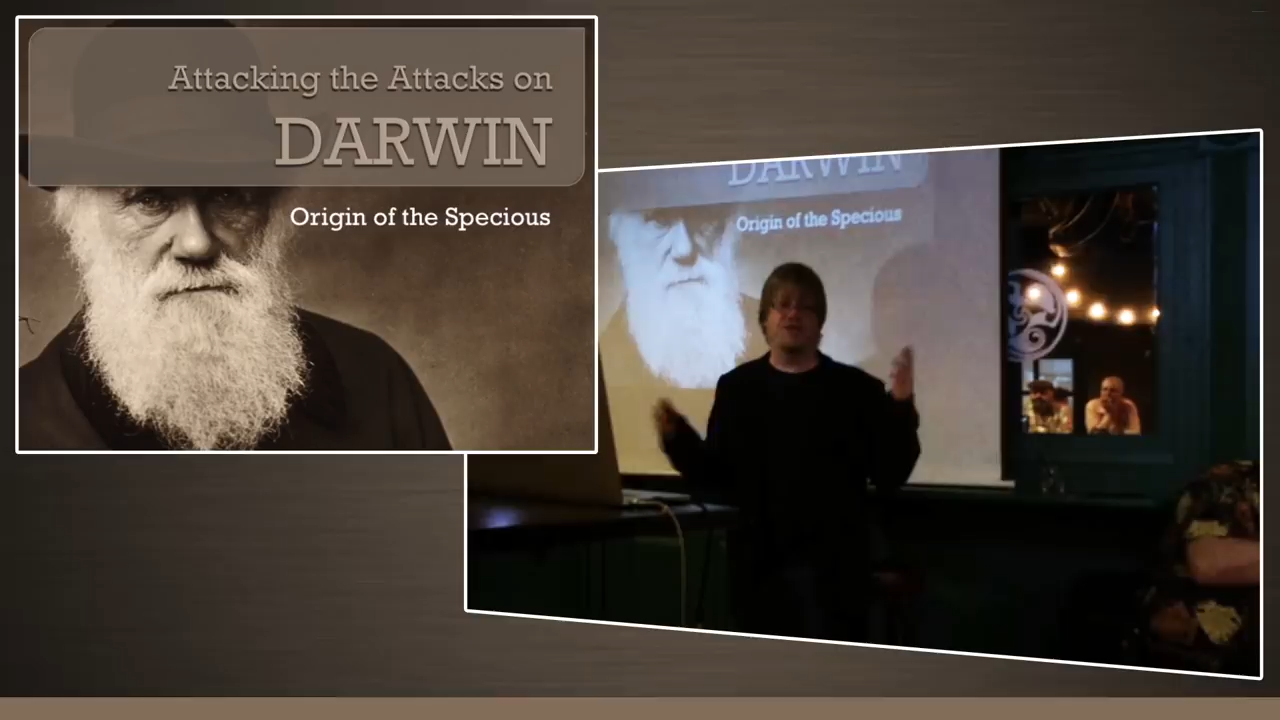 Attacking the Attacks on
DARWIN
Origin of the Specious
DARWIN
Origin of the Specious